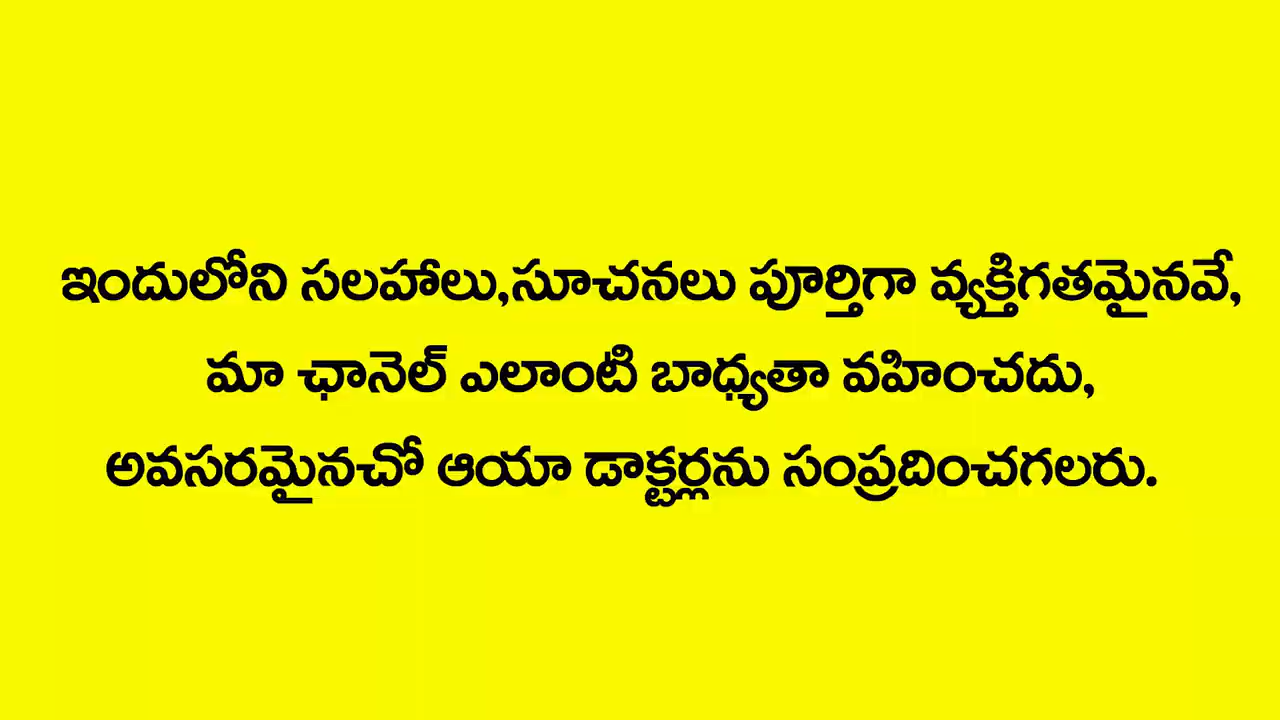 ఇందులోని సలహాలు,సూచనలు పూర్తిగా వ్యక్తిగతమైనవే,
మా ఛానెల్ ఎలాంటి బాధ్యతా వహించదు,
అవసరమైనచో ఆయా డాక్టర్లను సంప్రదించగలరు.